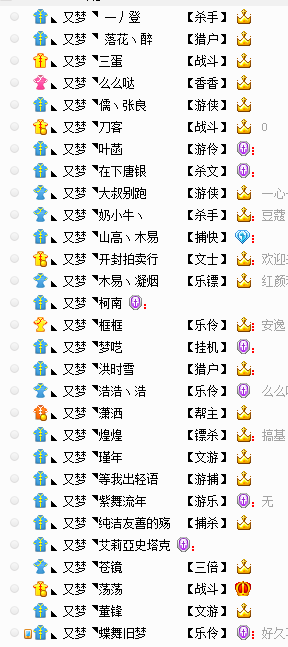 又梦◥一丿登【杀手】
又梦◥落花ヽ醉【猎户】
又梦◥三蛋【战斗】
又梦◥么么哒【香香】
又梦◥儒ヽ张良【游侠】
又梦◥刀客【战斗】 0
又梦◥叶菡【游伶】
又梦◥在下唐银【杀文】
又梦◥大叔别跑【游侠】 一心
又梦◥奶小牛ヽ【杀手】 豆蔻
又梦◥山高ヽ木易【捕快】
又梦◥开封拍卖行【文士】 欢迎
又梦◥木易ヽ凝烟【乐镖】 红颜
又梦◥柯南
又梦◥框框【乐伶】 安逸
又梦◥梦呓【挂机】
又梦◥洪时雪【猎户】
又梦◥浩浩ヽ浩【乐伶】 么么
又梦◥潇洒【帮主】
又梦◥煌煌【镖杀】 搞基
又梦◥瑾年【文游】
又梦◥等我出轻语【游捕】
又梦◥紫舞流年【游乐】 无
又梦◥纯洁友善的殇【捕杀】
又梦◥艾莉亞史塔克
又梦◥苍镜【三倍】
又梦◥荡荡【战斗】
又梦◥董锋【文游】
又梦◥蝶舞旧梦【乐伶】 好久